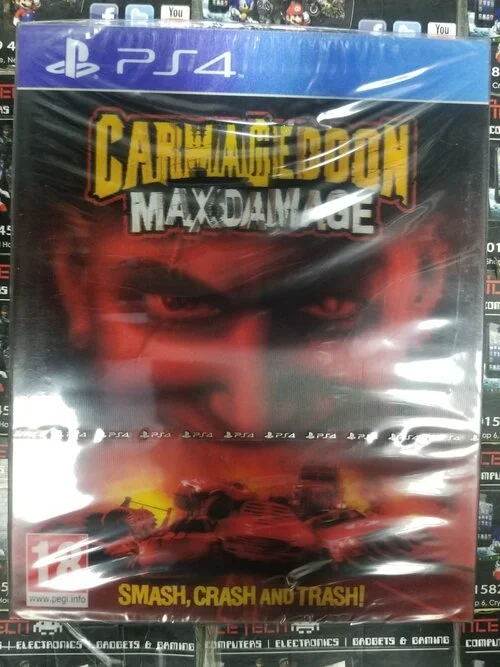 You
PS4
CARMAGEDDON
MAX DAMAGE
PS4 PS4 PS4 PS4 PS4 PS4 PS4 PS4
18
www.pegi.info
SMASH, CRASH AND TRASH!
COMPUTERS | ELECTRONICS | GADGETS & GAMING